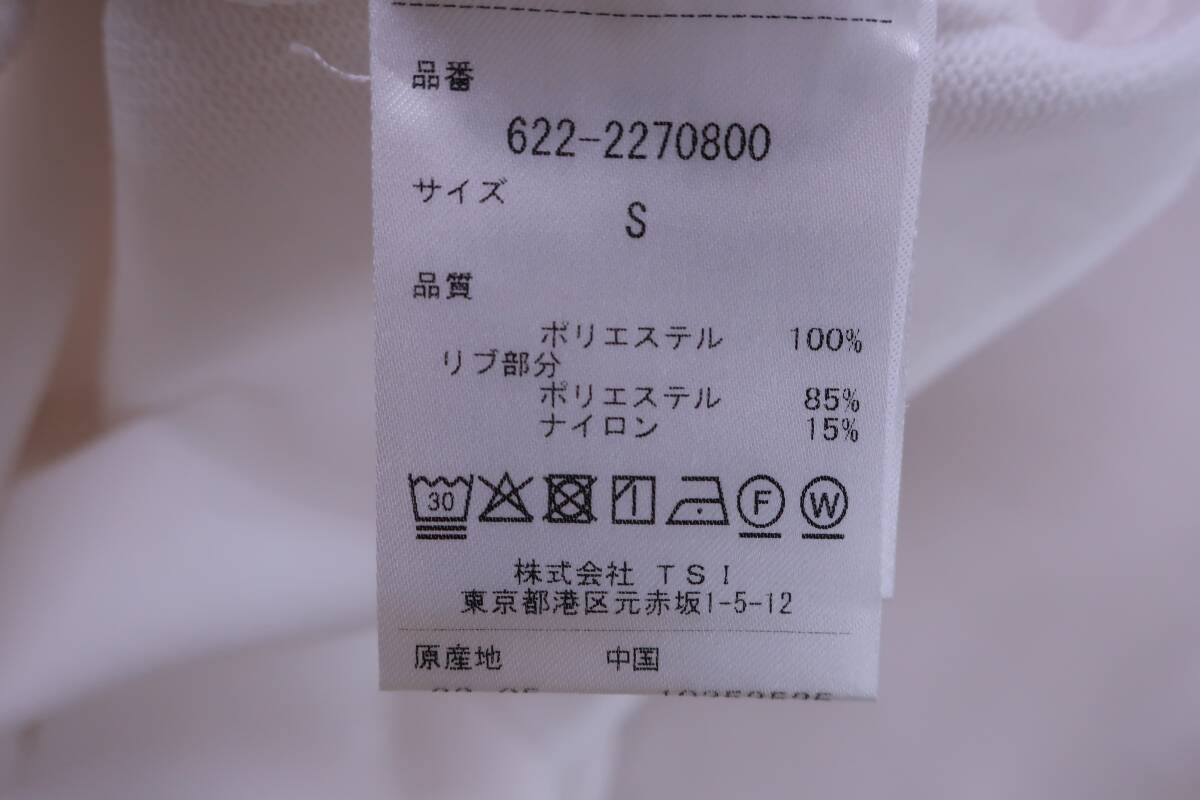 品番
622-2270800
サイズ
S
品質
ポリエステル 100%
リブ部分
ポリエステル 85%
ナイロン 15%
30 F W
株式会社 TSI
東京都港区元赤坂1-5-12
原産地 中国